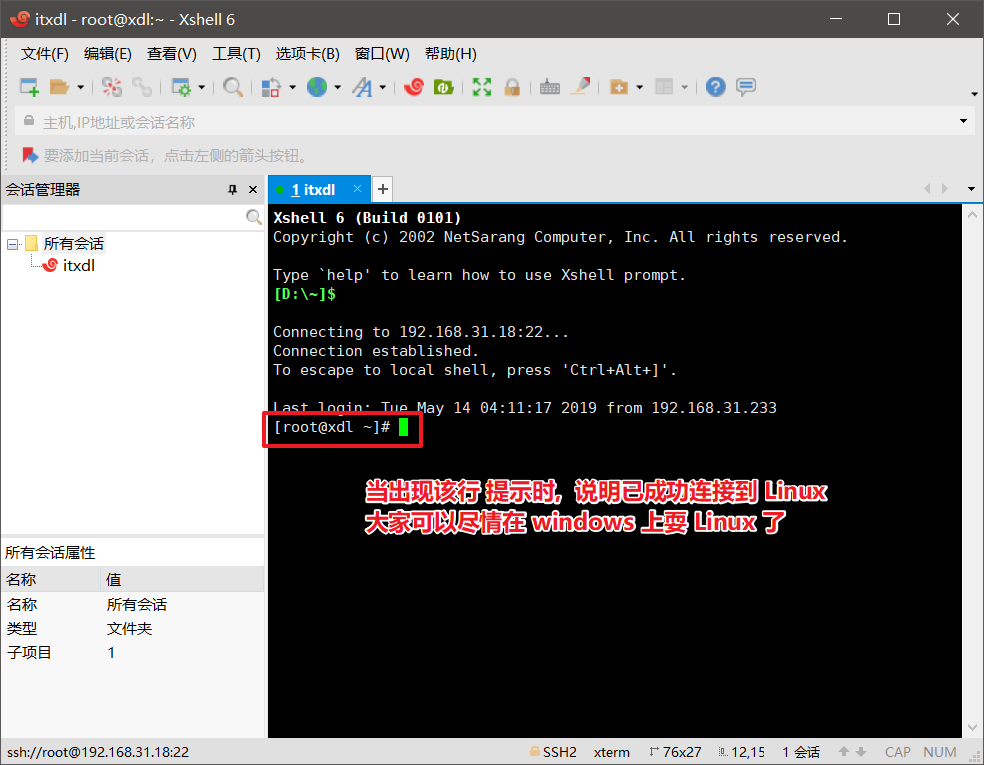 itxdl - root@xdl:~ - Xshell 6
文件(F) 编辑(E) 查看(V) 工具(T) 选项卡(B) 窗口(W) 帮助(H)
主机,IP地址或会话名称
要添加当前会话，点击左侧的箭头按钮。
会话管理器
1 itxdl
所有会话
itxdl
Xshell 6 (Build 0101)
Copyright (c) 2002 NetSarang Computer, Inc. All rights reserved.
Type `help' to learn how to use Xshell prompt.
[D:\~]$
Connecting to 192.168.31.18:22...
Connection established.
To escape to local shell, press 'Ctrl+Alt+]'.
Last login: Tue May 14 04:11:17 2019 from 192.168.31.233
[root@xdl ~]#
当出现该行 提示时，说明已成功连接到 Linux
大家可以尽情在 windows 上耍 Linux 了
所有会话属性
名称 值
名称 所有会话
类型 文件夹
子项目 1
ssh://root@192.168.31.18:22 SSH2 xterm 76x27 12,15 1 会话 CAP NUM